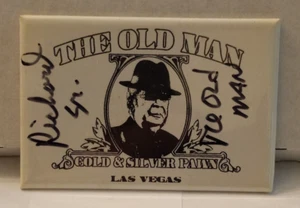 THE OLD MAN
Richard
Sr.
The Old
MAN
GOLD & SILVER PAWN
LAS VEGAS